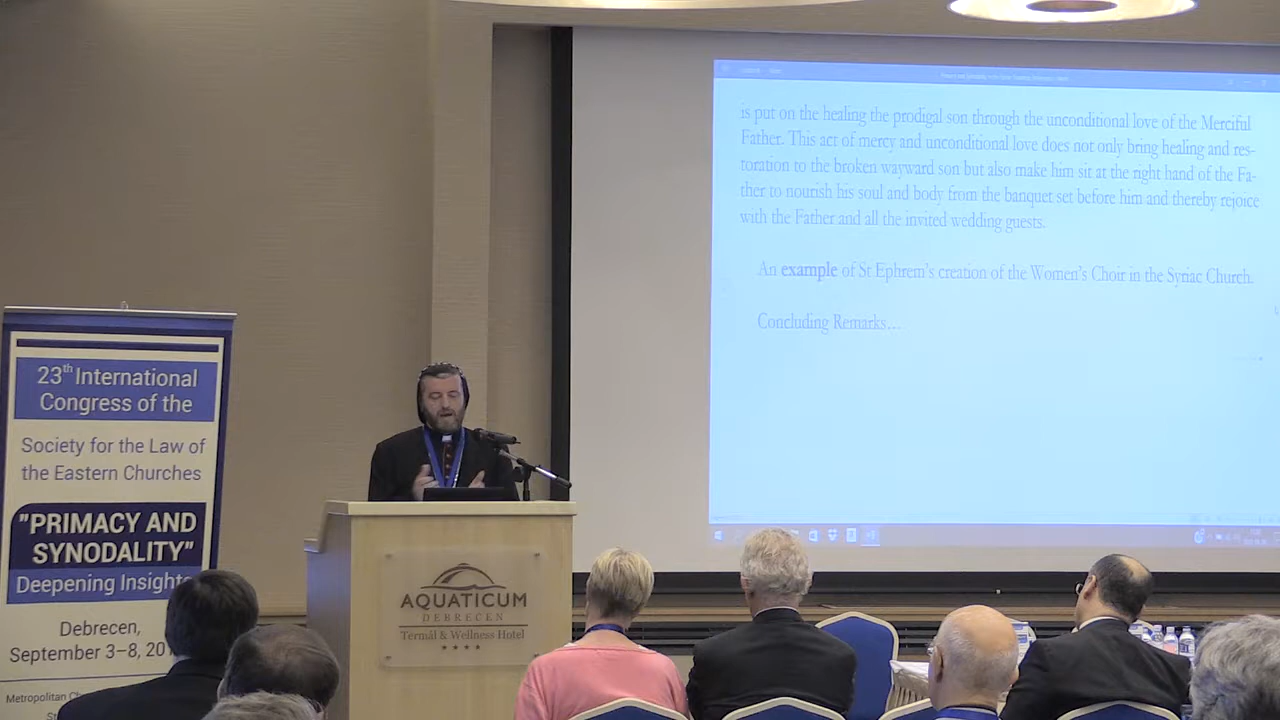 23th International
Congress of the
Society for the Law of
the Eastern Churches
"PRIMACY AND
SYNODALITY"
Deepening Insights
Debrecen,
September 3–8, 20
Metropolitan
AQUATICUM
DEBRECEN
Termál & Wellness Hotel
is put on the healing the prodigal son through the unconditional love of the Merciful
Father. This act of mercy and unconditional love does not only bring healing and res-
toration to the broken wayward son but also make him sit at the right hand of the Fa-
ther to nourish his soul and body from the banquet set before him and thereby rejoice
with the Father and all the invited wedding guests.
An example of St Ephrem's creation of the Women's Choir in the Syriac Church.
Concluding Remarks…